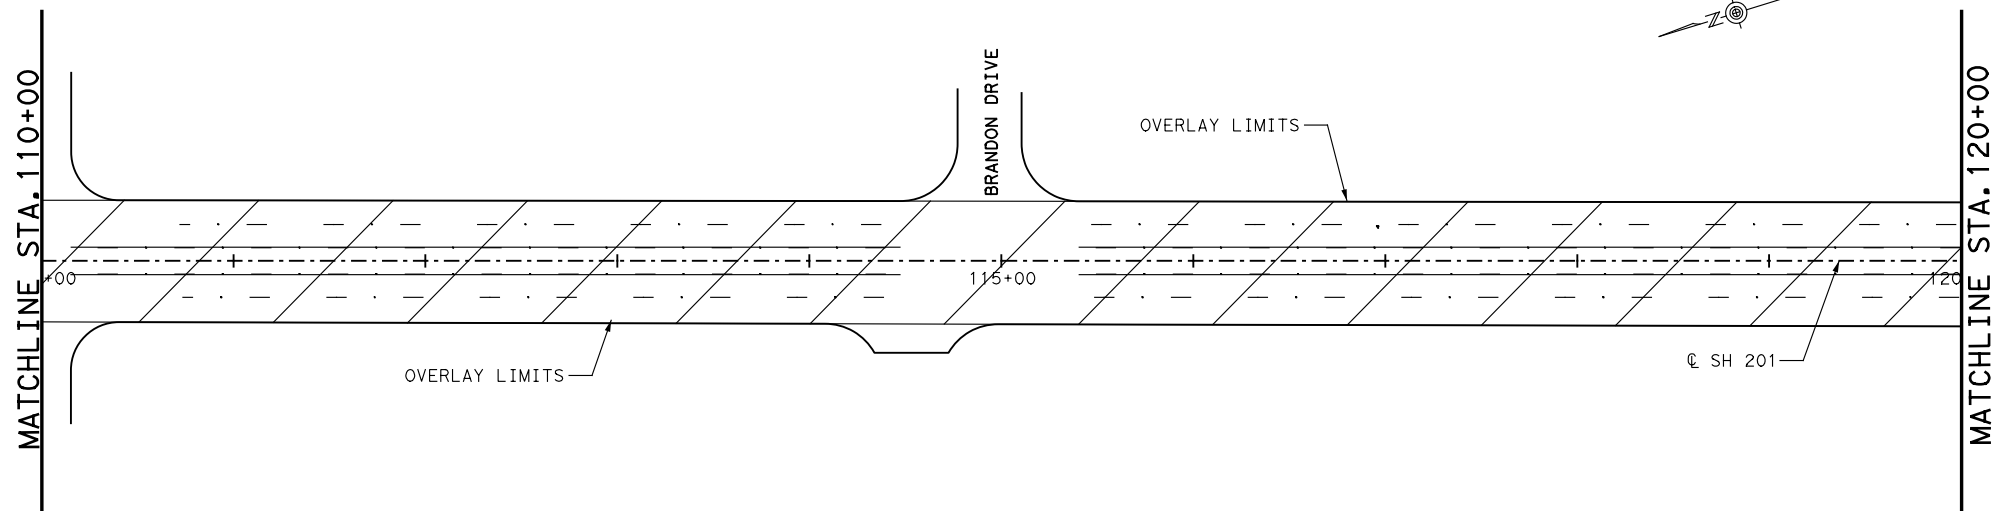 MATCHLINE STA. 110+00
N
BRANDON DRIVE
OVERLAY LIMITS
MATCHLINE STA. 120+00
+00
115+00
120
OVERLAY LIMITS
℄ SH 201